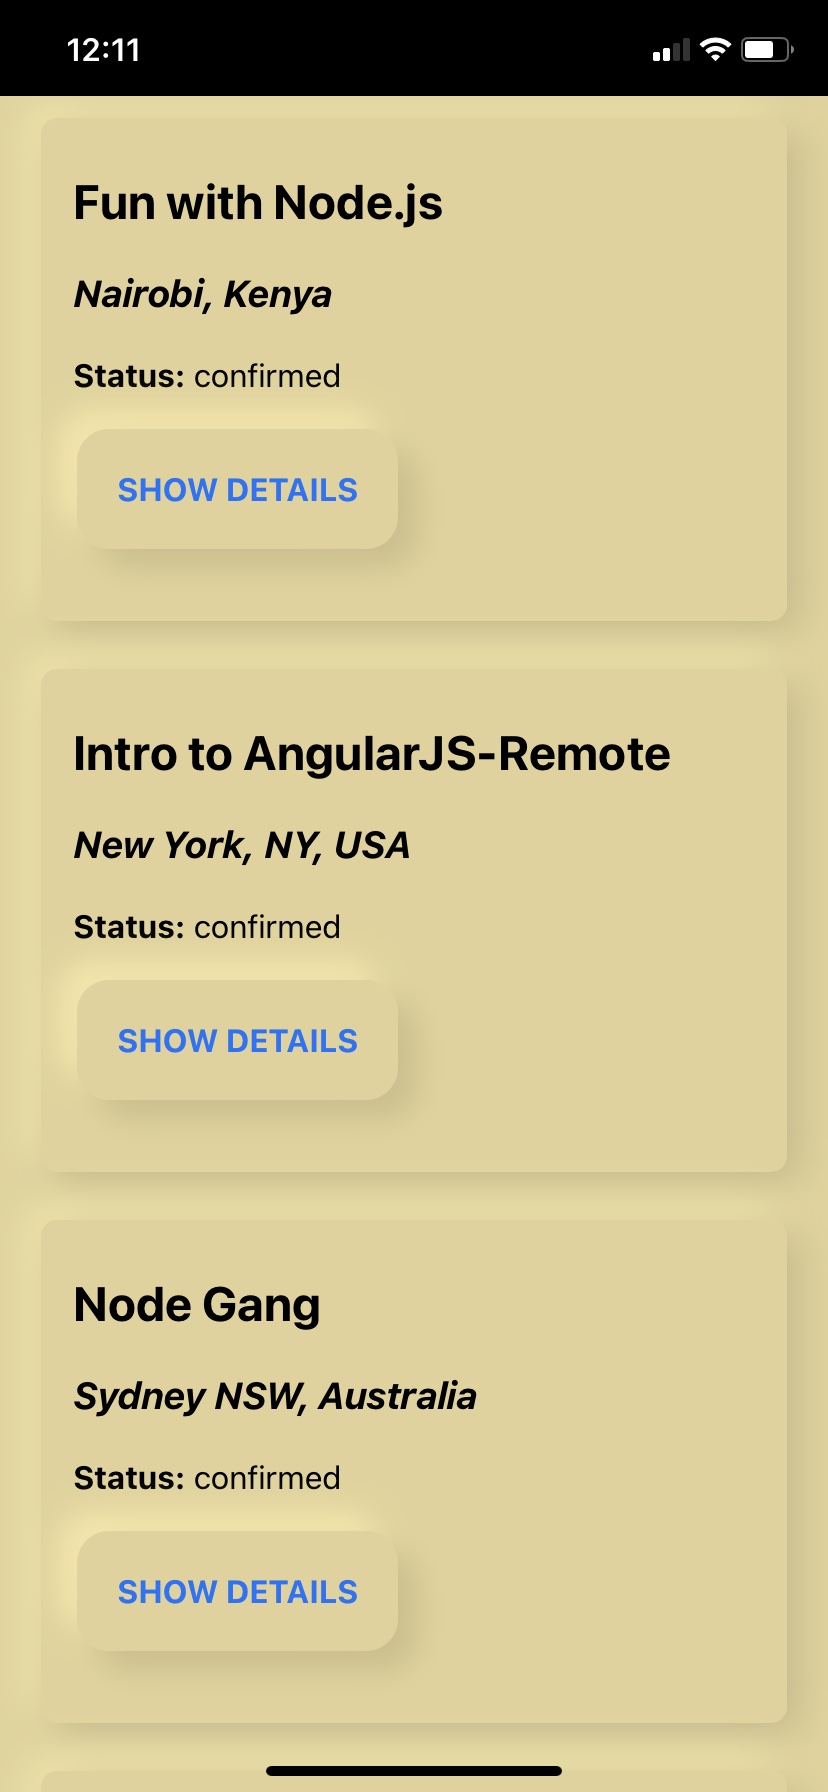 12:11
Fun with Node.js
Nairobi, Kenya
Status: confirmed
SHOW DETAILS
Intro to AngularJS-Remote
New York, NY, USA
Status: confirmed
SHOW DETAILS
Node Gang
Sydney NSW, Australia
Status: confirmed
SHOW DETAILS